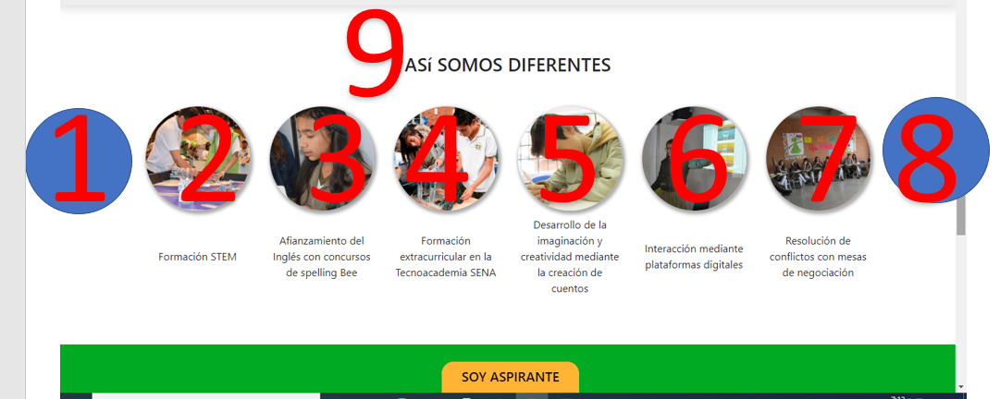 9
ASí SOMOS DIFERENTES
1
2
3
4
5
6
7
8
Formación STEM
Afianzamiento del
Inglés con concursos
de spelling Bee
Formación
extracurricular en la
Tecnoacademia SENA
Desarrollo de la
imaginación y
creatividad mediante
la creación de
cuentos
Interacción mediante
plataformas digitales
Resolución de
conflictos con mesas
de negociación
SOY ASPIRANTE